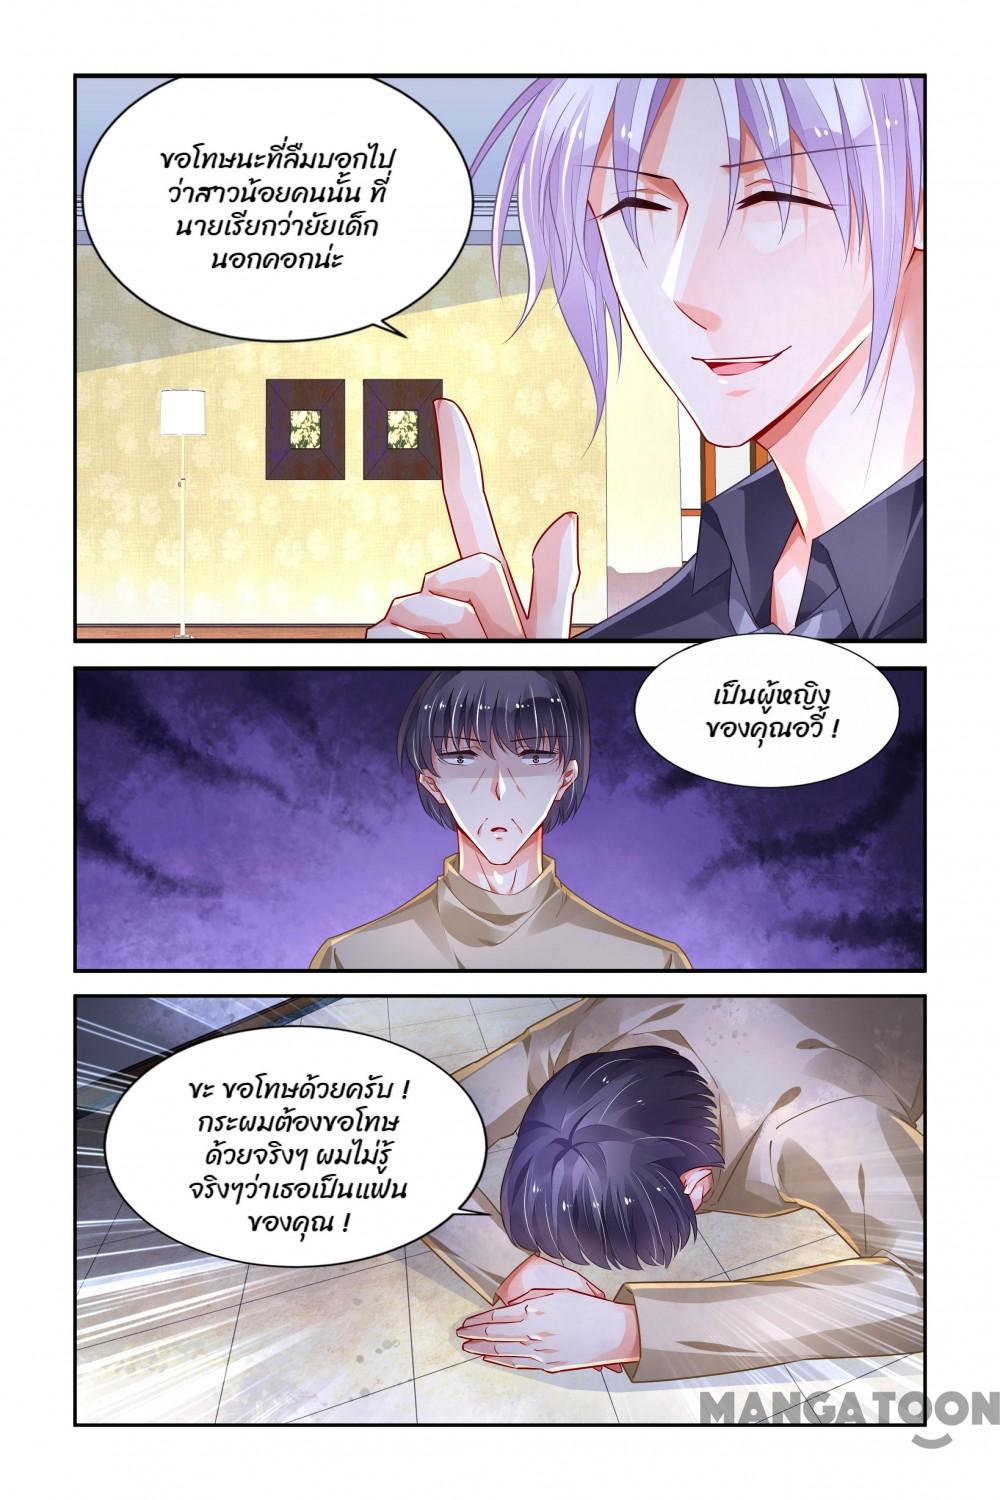 ขอโทษนะที่ลืมบอกไป
ว่าสาวน้อยคนนั้น ที่
นายเรียกว่ายัยเด็ก
นอกคอกน่ะ
เป็นผู้หญิง
ของคุณอวี้ !
ขะ ขอโทษด้วยครับ !
กระผมต้องขอโทษ
ด้วยจริงๆ ผมไม่รู้
จริงๆว่าเธอเป็นแฟน
ของคุณ !
MANGATOON